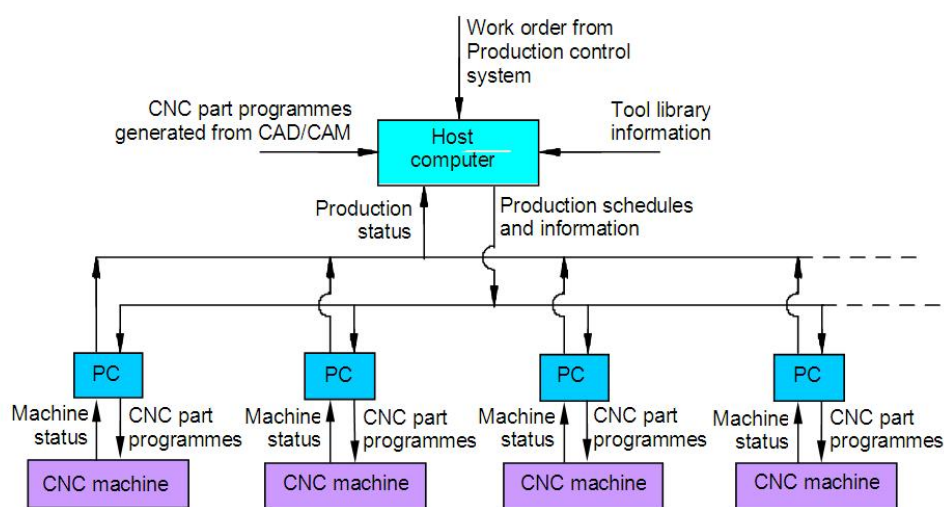 Work order from
Production control
system
CNC part programmes
generated from CAD/CAM
Tool library
information
Host
computer
Production
status
Production schedules
and information
PC
PC
PC
PC
Machine
status
CNC part
programmes
Machine
status
CNC part
programmes
Machine
status
CNC part
programmes
Machine
status
CNC part
programmes
CNC machine
CNC machine
CNC machine
CNC machine